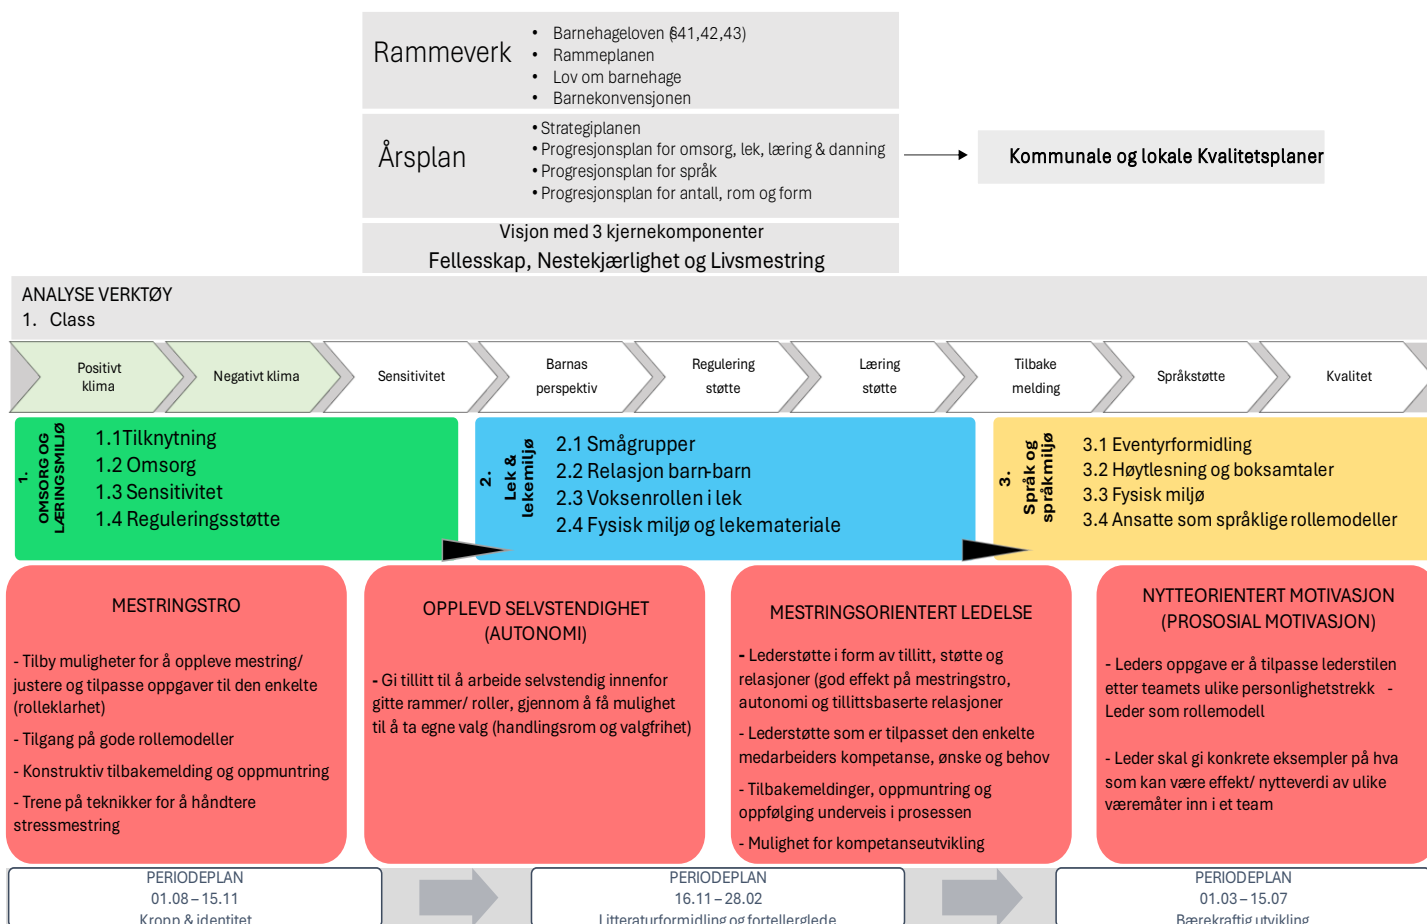 Rammeverk
• Barnehageloven (§41,42,43)
• Rammeplanen
• Lov om barnehage
• Barnekonvensjonen
Årsplan
• Strategiplanen
• Progresjonsplan for omsorg, lek, læring & danning
• Progresjonsplan for språk
• Progresjonsplan for antall, rom og form
Kommunale og lokale Kvalitetsplaner
Visjon med 3 kjernekomponenter
Fellesskap, Nestekjærlighet og Livsmestring
ANALYSE VERKTØY
1. Class
Positivt
klima
Negativt klima
Sensitivitet
Barnas
perspektiv
Regulering
støtte
Læring
støtte
Tilbake
melding
Språkstøtte
Kvalitet
1.
OMSORG OG
LÆRINGSMILJØ
1.1Tilknytning
1.2 Omsorg
1.3 Sensitivitet
1.4 Reguleringsstøtte
2.
Lek &
lekemiljø
2.1 Smågrupper
2.2 Relasjon barn-barn
2.3 Voksenrollen i lek
2.4 Fysisk miljø og lekemateriale
3.
Språk og
språkmiljø
3.1 Eventyrformidling
3.2 Høytlesning og boksamtaler
3.3 Fysisk miljø
3.4 Ansatte som språklige rollemodeller
MESTRINGSTRO
- Tilby muligheter for å oppleve mestring/
justere og tilpasse oppgaver til den enkelte
(rolleklarhet)
- Tilgang på gode rollemodeller
- Konstruktiv tilbakemelding og oppmuntring
- Trene på teknikker for å håndtere
stressmestring
OPPLEVD SELVSTENDIGHET
(AUTONOMI)
- Gi tillitt til å arbeide selvstendig innenfor
gitte rammer/ roller, gjennom å få mulighet
til å ta egne valg (handlingsrom og valgfrihet)
MESTRINGSORIENTERT LEDELSE
- Lederstøtte i form av tillitt, støtte og
relasjoner (god effekt på mestringstro,
autonomi og tillittsbaserte relasjoner
- Lederstøtte som er tilpasset den enkelte
medarbeiders kompetanse, ønske og behov
- Tilbakemeldinger, oppmuntring og
oppfølging underveis i prosessen
- Mulighet for kompetanseutvikling
NYTTEORIENTERT MOTIVASJON
(PROSOSIAL MOTIVASJON)
- Leders oppgave er å tilpasse lederstilen
etter teamets ulike personlighetstrekk -
Leder som rollemodell
- Leder skal gi konkrete eksempler på hva
som kan være effekt/ nytteverdi av ulike
væremåter inn i et team
PERIODEPLAN
01.08 – 15.11
Kropp & identitet
PERIODEPLAN
16.11 – 28.02
Litteraturformidling og fortellerglede
PERIODEPLAN
01.03 – 15.07
Bærekraftig utvikling